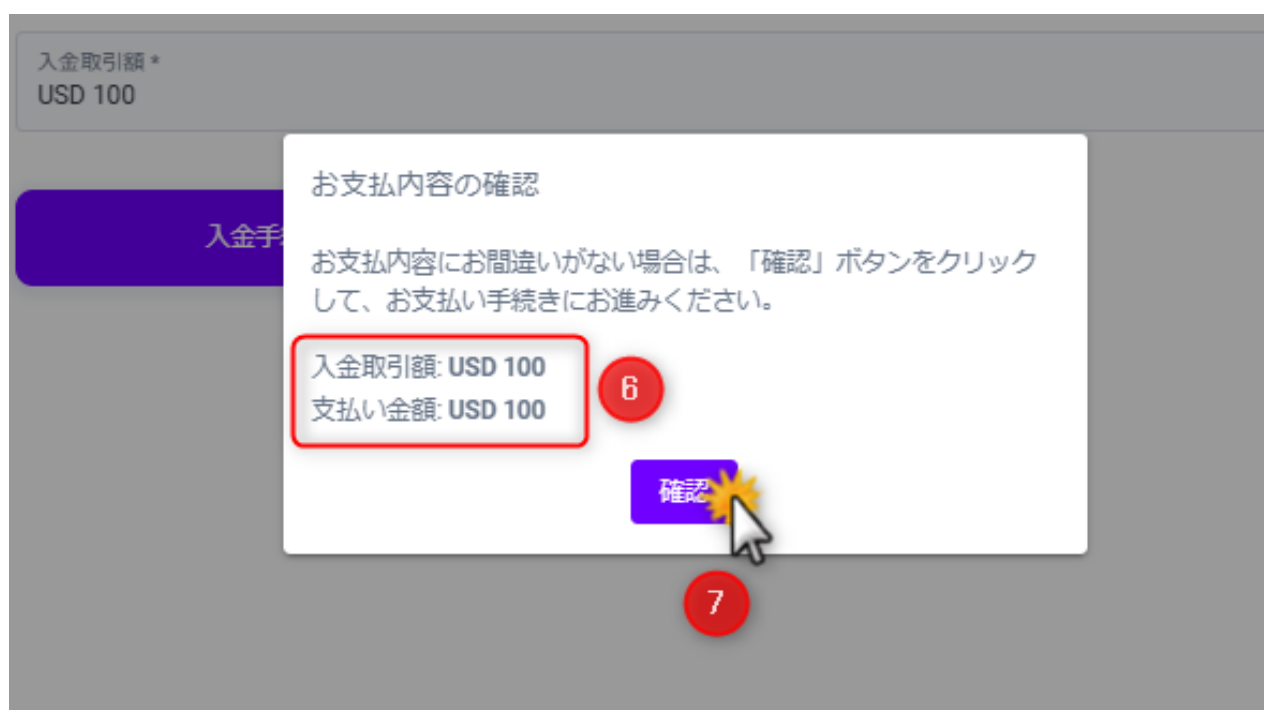 入金取引額 *
USD 100
お支払内容の確認
入金手
お支払内容にお間違いがない場合は、「確認」ボタンをクリック
して、お支払い手続きにお進みください。
入金取引額: USD 100
支払い金額: USD 100
6
確認
7